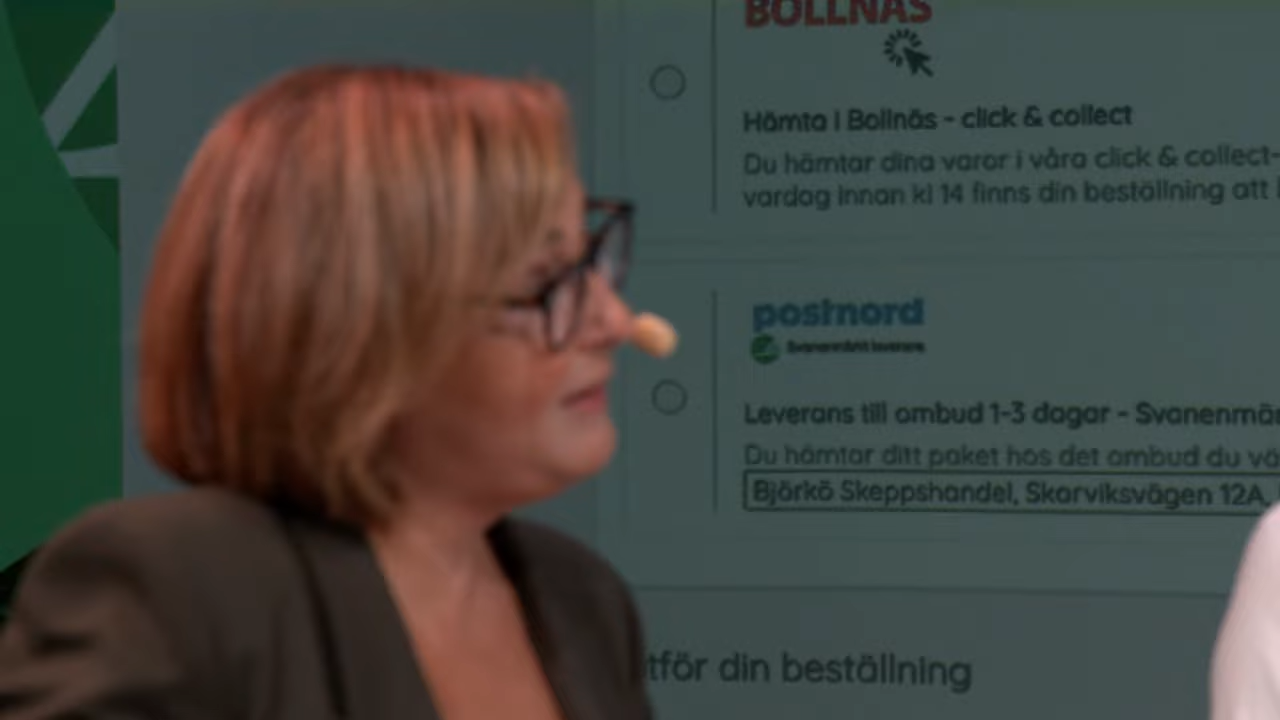 BOLLNÄS
Hämta i Bollnäs - click & collect
Du hämtar dina varor i våra click & collect-
vardag innan kl 14 finns din beställning att
postnord
Svanenmärkt leverans
Leverans till ombud 1-3 dagar - Svanenmä
Du hämtar ditt paket hos det ombud du vä
Björkö Skeppshandel, Skarviksvägen 12A,
tför din beställning